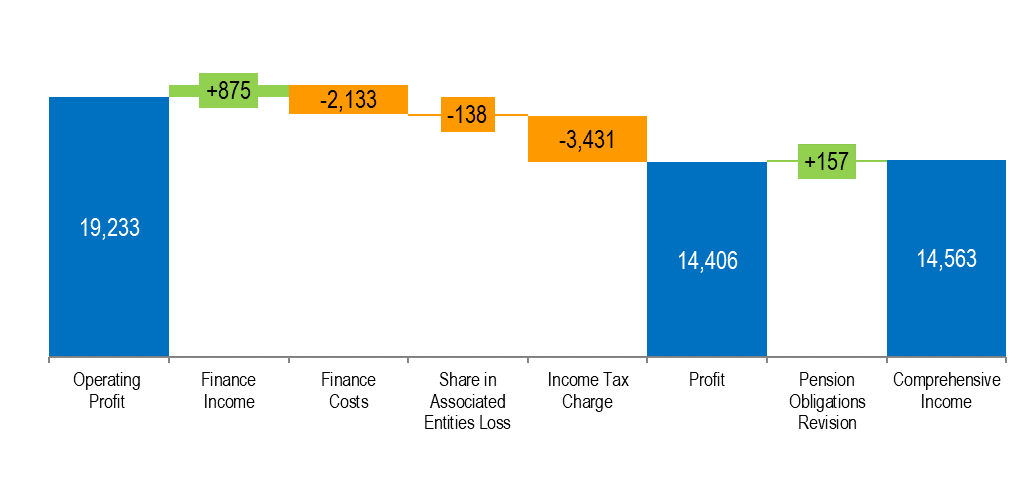 +875
-2,133
-138
-3,431
+157
19,233
14,406
14,563
Operating
Profit
Finance
Income
Finance
Costs
Share in
Associated
Entities Loss
Income Tax
Charge
Profit
Pension
Obligations
Revision
Comprehensive
Income